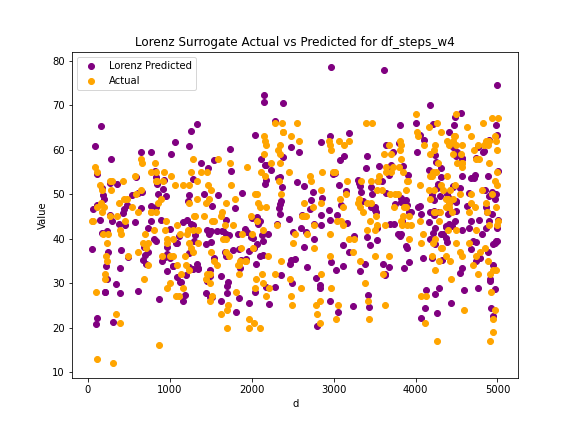 Lorenz Surrogate Actual vs Predicted for df_steps_w4
Lorenz Predicted
Actual
80
70
60
50
40
30
20
10
Value
0 1000 2000 3000 4000 5000
d